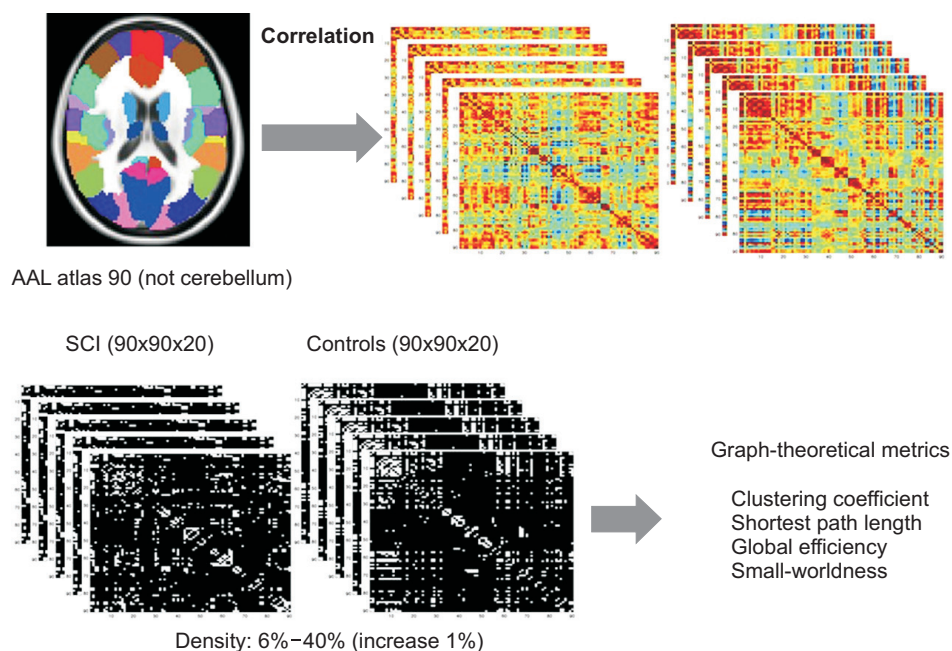 Correlation
AAL atlas 90 (not cerebellum)
SCI (90x90x20)
Controls (90x90x20)
Graph-theoretical metrics
Clustering coefficient
Shortest path length
Global efficiency
Small-worldness
Density: 6%−40% (increase 1%)